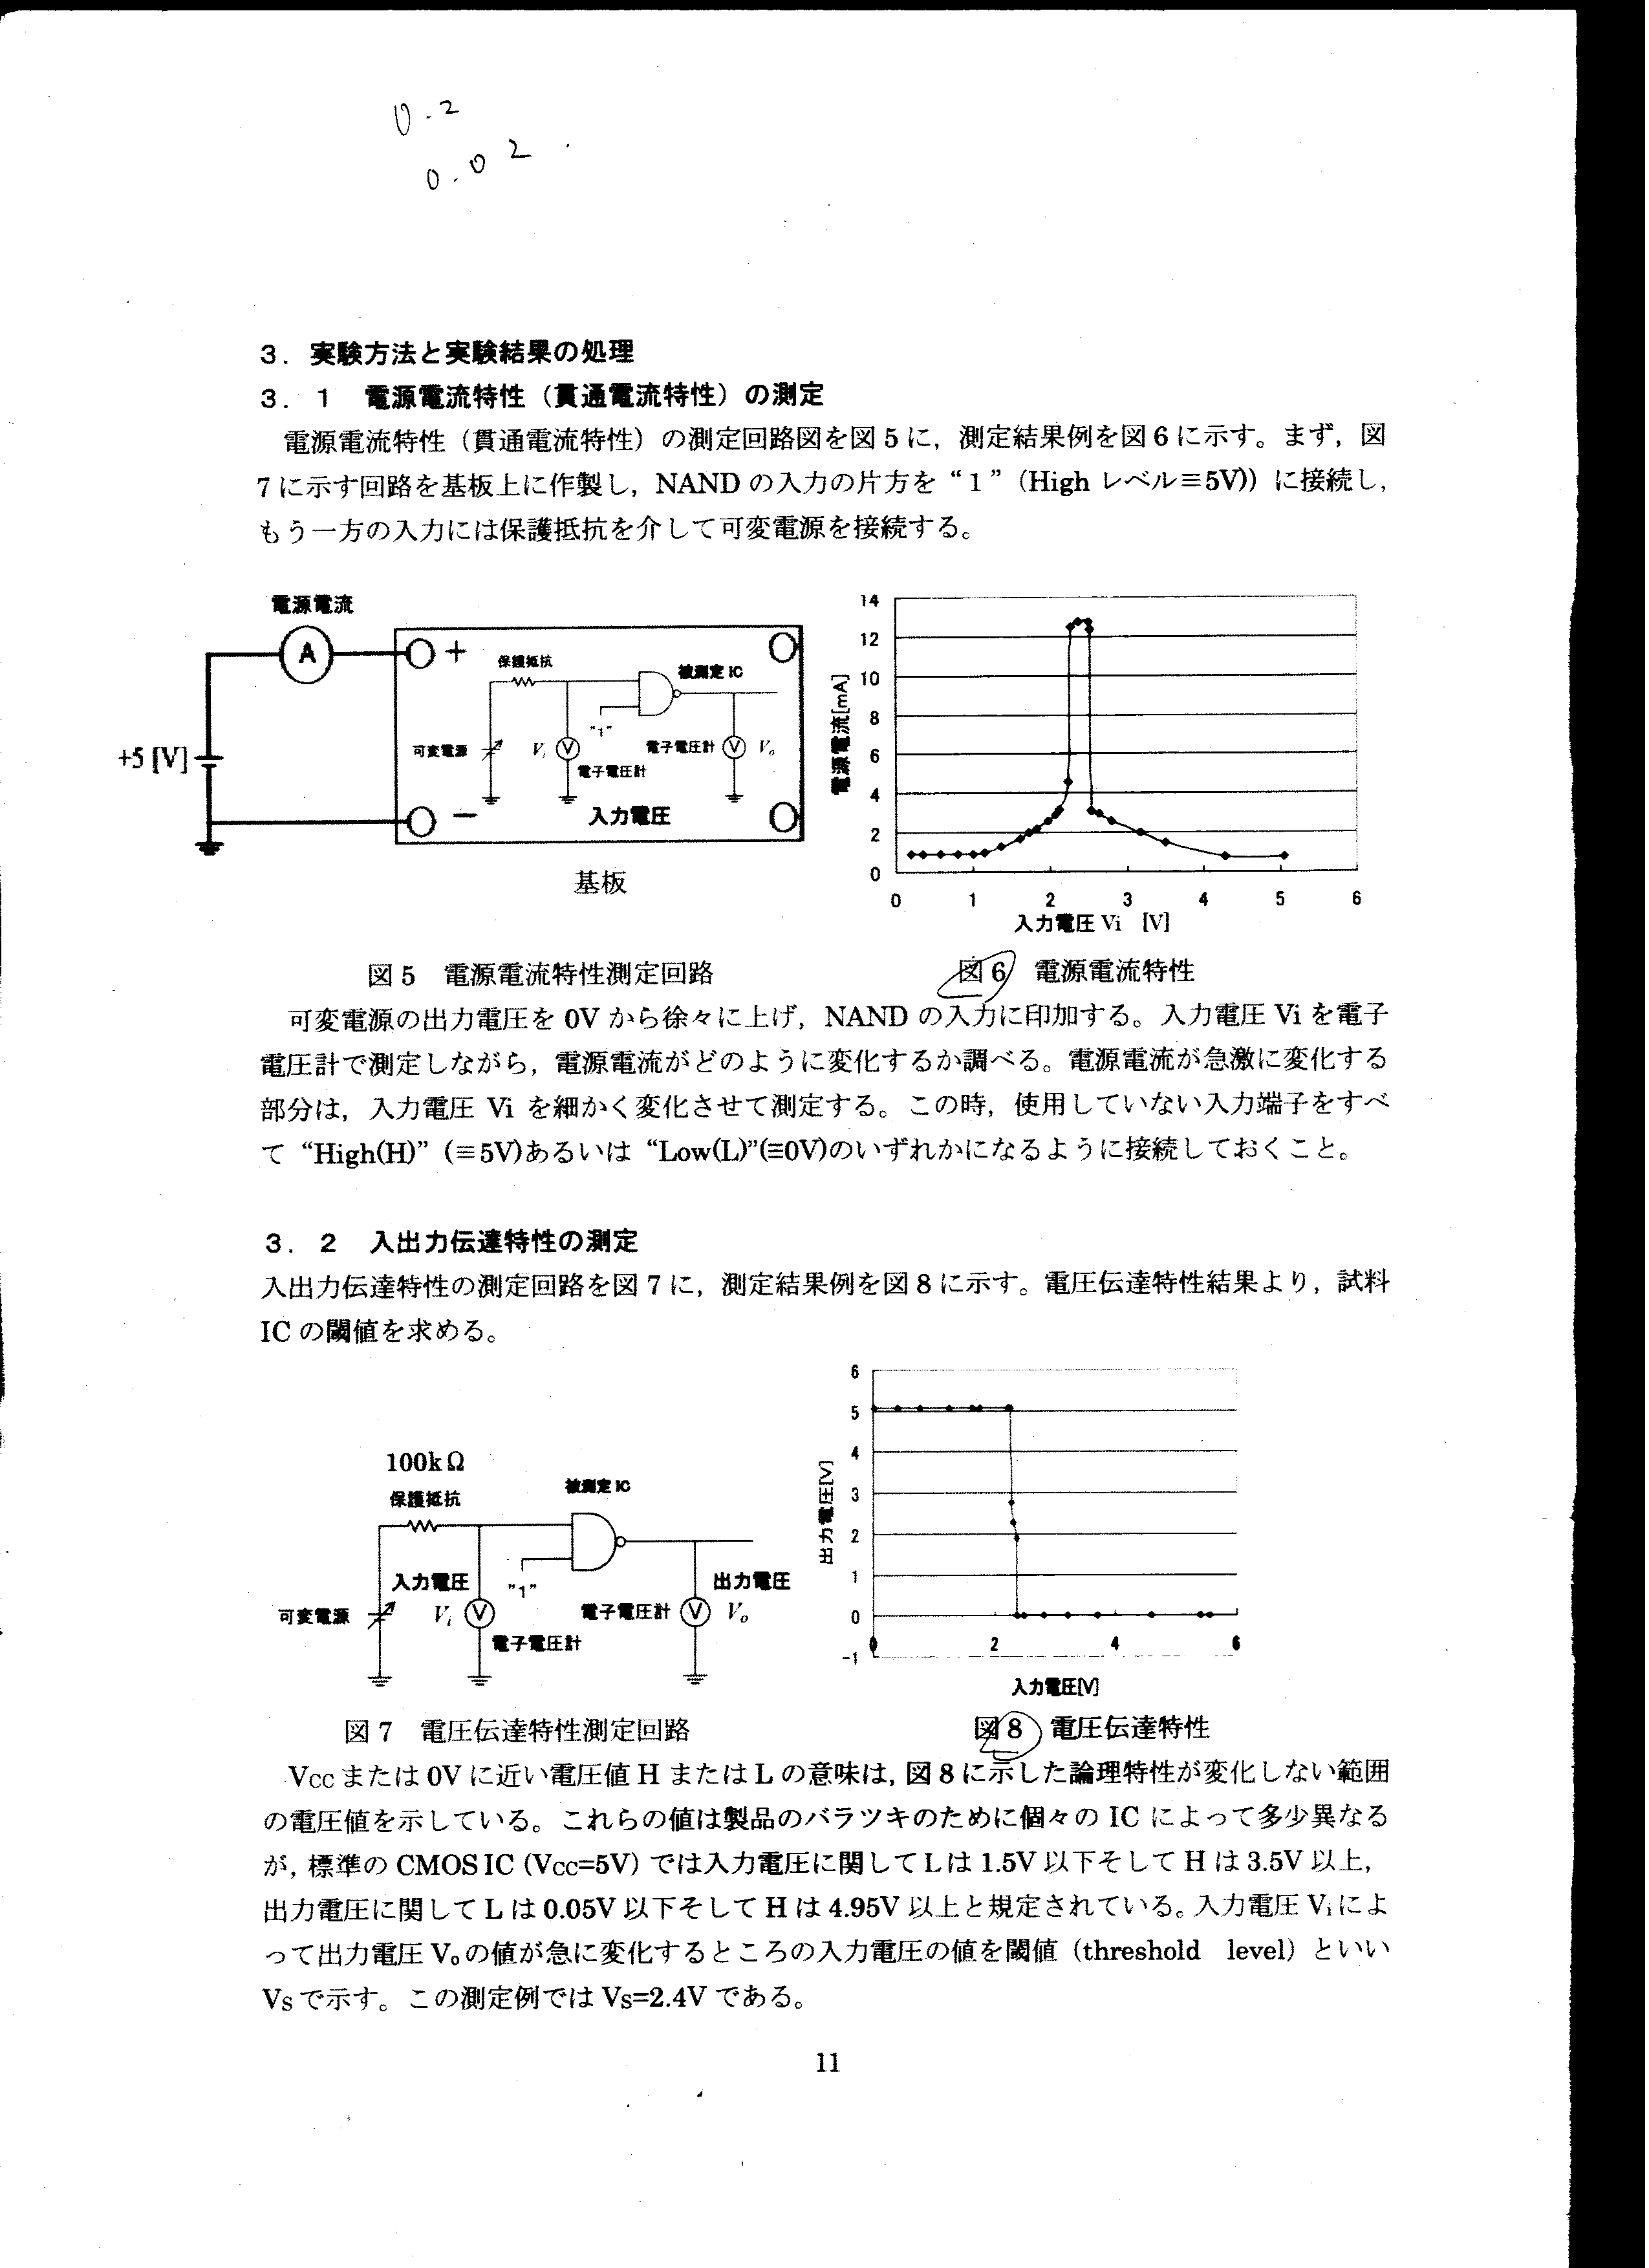 0.2
0.02
3．実験方法と実験結果の処理
3．1　電源電流特性（貫通電流特性）の測定
電源電流特性（貫通電流特性）の測定回路図を図5に，測定結果例を図6に示す。まず，図
7に示す回路を基板上に作製し，NANDの入力の片方を“1”（Highレベル≡5V)）に接続し，
もう一方の入力には保護抵抗を介して可変電源を接続する。
電源電流
A
+
保護抵抗
被測定IC
"1"
+5 [V]
可変電源
Vi
V
電子電圧計
電子電圧計
V
Vo
−
入力電圧
基板
電源電流[mA]
14
12
10
8
6
4
2
0
0 1 2 3 4 5 6
入力電圧 Vi [V]
図5　電源電流特性測定回路
図6　電源電流特性
可変電源の出力電圧を0Vから徐々に上げ，NANDの入力に印加する。入力電圧Viを電子
電圧計で測定しながら，電源電流がどのように変化するか調べる。電源電流が急激に変化する
部分は，入力電圧 Vi を細かく変化させて測定する。この時，使用していない入力端子をすべ
て“High(H)”(≡5V)あるいは“Low(L)”(≡0V)のいずれかになるように接続しておくこと。
3．2　入出力伝達特性の測定
入出力伝達特性の測定回路を図7に，測定結果例を図8に示す。電圧伝達特性結果より，試料
ICの閾値を求める。
100kΩ
保護抵抗
被測定IC
入力電圧
"1"
出力電圧
可変電源
Vi
V
電子電圧計
V
Vo
電子電圧計
出力電圧[V]
6
5
4
3
2
1
0
-1
0 2 4 6
入力電圧[V]
図7　電圧伝達特性測定回路
図8 電圧伝達特性
Vccまたは0Vに近い電圧値HまたはLの意味は,図8に示した論理特性が変化しない範囲
の電圧値を示している。これらの値は製品のバラツキのために個々のICによって多少異なる
が,標準のCMOS IC (Vcc=5V) では入力電圧に関してLは1.5V以下そしてHは3.5V以上,
出力電圧に関してLは0.05V以下そしてHは4.95V以上と規定されている。入力電圧Viによ
って出力電圧Voの値が急に変化するところの入力電圧の値を閾値（threshold level）といい
Vsで示す。この測定例ではVs=2.4Vである。
11